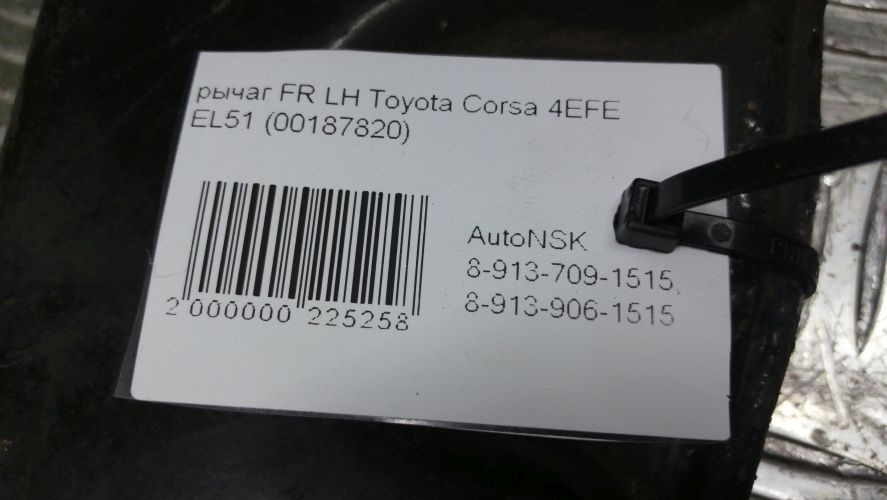 рычаг FR LH Toyota Corsa 4EFE
EL51 (00187820)
AutoNSK
8-913-709-1515,
8-913-906-1515
2 000000 225258